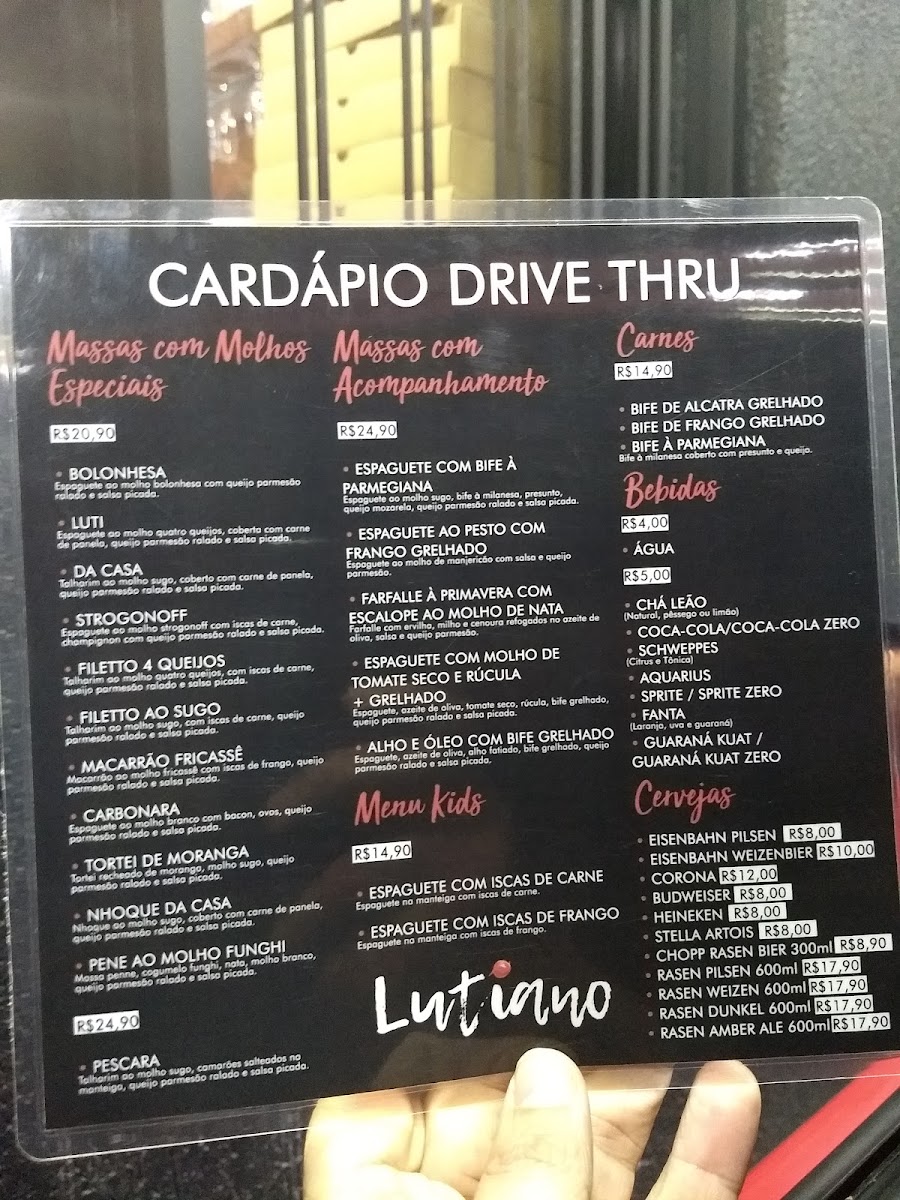 CARDÁPIO DRIVE THRU
Massas com Molhos
Especiais
R$20,90
• BOLONHESA
Espaguete ao molho bolonhesa com queijo parmesão
ralado e salsa picada.
• LUTI
Espaguete ao molho quatro queijos, coberta com carne
de panela, queijo parmesão ralado e salsa picada.
• DA CASA
Talharim ao molho sugo, coberto com carne de panela,
queijo parmesão ralado e salsa picada.
• STROGONOFF
Espaguete ao molho strogonoff com iscas de carne,
champignon com queijo parmesão ralado e salsa picada.
• FILETTO 4 QUEIJOS
Talharim ao molho quatro queijos, com iscas de carne,
queijo parmesão ralado e salsa picada.
• FILETTO AO SUGO
Talharim ao molho sugo, com iscas de carne, queijo
parmesão ralado e salsa picada.
• MACARRÃO FRICASSÊ
Macarrão ao molho fricassê com iscas de frango, queijo
parmesão ralado e salsa picada.
• CARBONARA
Espaguete ao molho branco com bacon, ovos, queijo
parmesão ralado e salsa picada.
• TORTEI DE MORANGA
Tortei recheado de moranga, molho sugo, queijo
parmesão ralado e salsa picada.
• NHOQUE DA CASA
Nhoque ao molho sugo, coberto com carne de panela,
queijo parmesão ralado e salsa picada.
• PENE AO MOLHO FUNGHI
Massa penne, cogumelo funghi, nata, molho branco,
queijo parmesão ralado e salsa picada.
R$24,90
• PESCARA
Talharim ao molho sugo, camarões salteados na
manteiga, queijo parmesão ralado e salsa picada.
Massas com
Acompanhamento
R$24,90
• ESPAGUETE COM BIFE À
PARMEGIANA
Espaguete ao molho sugo, bife à milanesa, presunto,
queijo mozarela, queijo parmesão ralado e salsa picada.
• ESPAGUETE AO PESTO COM
FRANGO GRELHADO
Espaguete ao molho de manjericão com salsa e queijo
parmesão.
• FARFALLE À PRIMAVERA COM
ESCALOPE AO MOLHO DE NATA
Farfalle com ervilha, milho e cenoura refogados no azeite de
oliva, salsa e queijo parmesão.
• ESPAGUETE COM MOLHO DE
TOMATE SECO E RÚCULA
+ GRELHADO
Espaguete, azeite de oliva, tomate seco, rúcula, bife grelhado,
queijo parmesão ralado e salsa picada.
• ALHO E ÓLEO COM BIFE GRELHADO
Espaguete, azeite de oliva, alho fatiado, bife grelhado, queijo
parmesão ralado e salsa picada.
Menu Kids
R$14,90
• ESPAGUETE COM ISCAS DE CARNE
Espaguete na manteiga com iscas de carne.
• ESPAGUETE COM ISCAS DE FRANGO
Espaguete na manteiga com iscas de frango.
Lutiano
Carnes
R$14,90
• BIFE DE ALCATRA GRELHADO
• BIFE DE FRANGO GRELHADO
• BIFE À PARMEGIANA
Bife à milanesa coberto com presunto e queijo.
Bebidas
R$4,00
• ÁGUA
R$5,00
• CHÁ LEÃO
(Natural, pêssego ou limão)
• COCA-COLA/COCA-COLA ZERO
• SCHWEPPES
(Citrus e Tônica)
• AQUARIUS
• SPRITE / SPRITE ZERO
• FANTA
(Laranja, uva e guaraná)
• GUARANÁ KUAT /
GUARANÁ KUAT ZERO
Cervejas
• EISENBAHN PILSEN R$8,00
• EISENBAHN WEIZENBIER R$10,00
• CORONA R$12,00
• BUDWEISER R$8,00
• HEINEKEN R$8,00
• STELLA ARTOIS R$8,00
• CHOPP RASEN BIER 300ml R$8,90
• RASEN PILSEN 600ml R$17,90
• RASEN WEIZEN 600ml R$17,90
• RASEN DUNKEL 600ml R$17,90
• RASEN AMBER ALE 600ml R$17,90